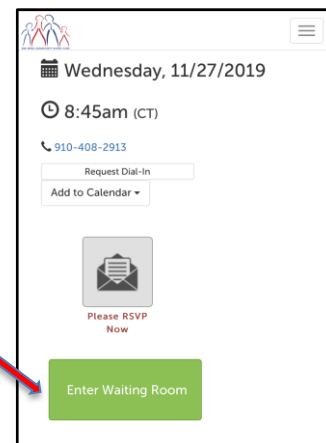 Wednesday, 11/27/2019
8:45am (CT)
910-408-2913
Request Dial-In
Add to Calendar
Please RSVP
Now
Enter Waiting Room